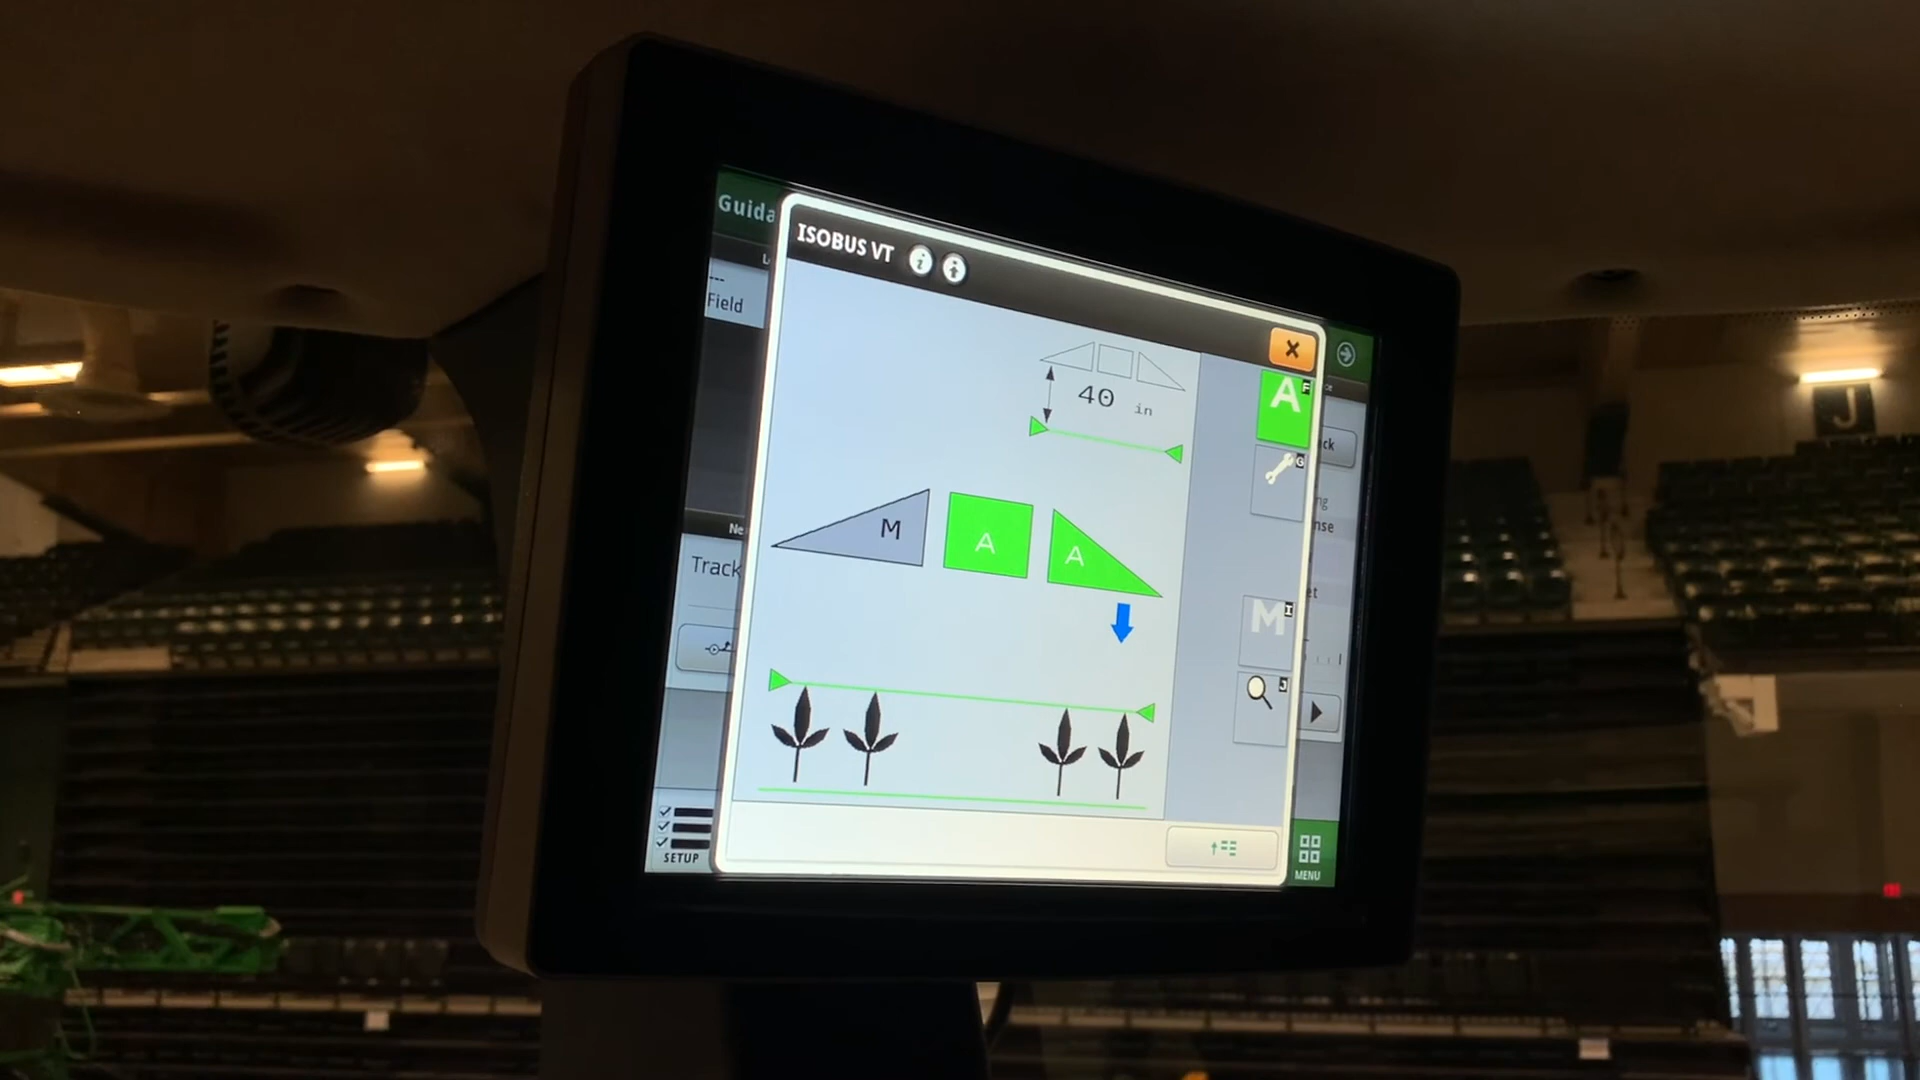 Guida
ISOBUS VT
Field
40 in
A F
G
M A A
Track
M I
J
SETUP
MENU
J